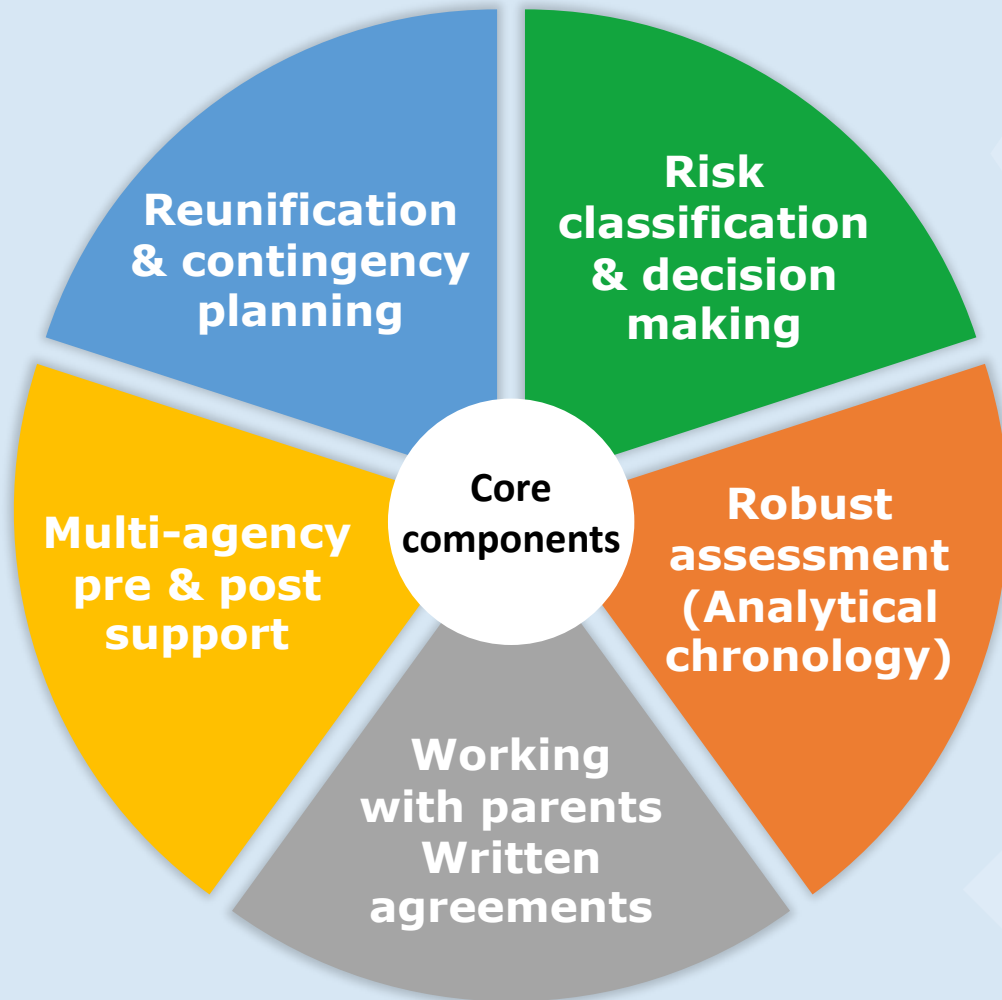 Reunification
& contingency
planning
Risk
classification
& decision
making
Core
components
Multi-agency
pre & post
support
Robust
assessment
(Analytical
chronology)
Working
with parents
Written
agreements